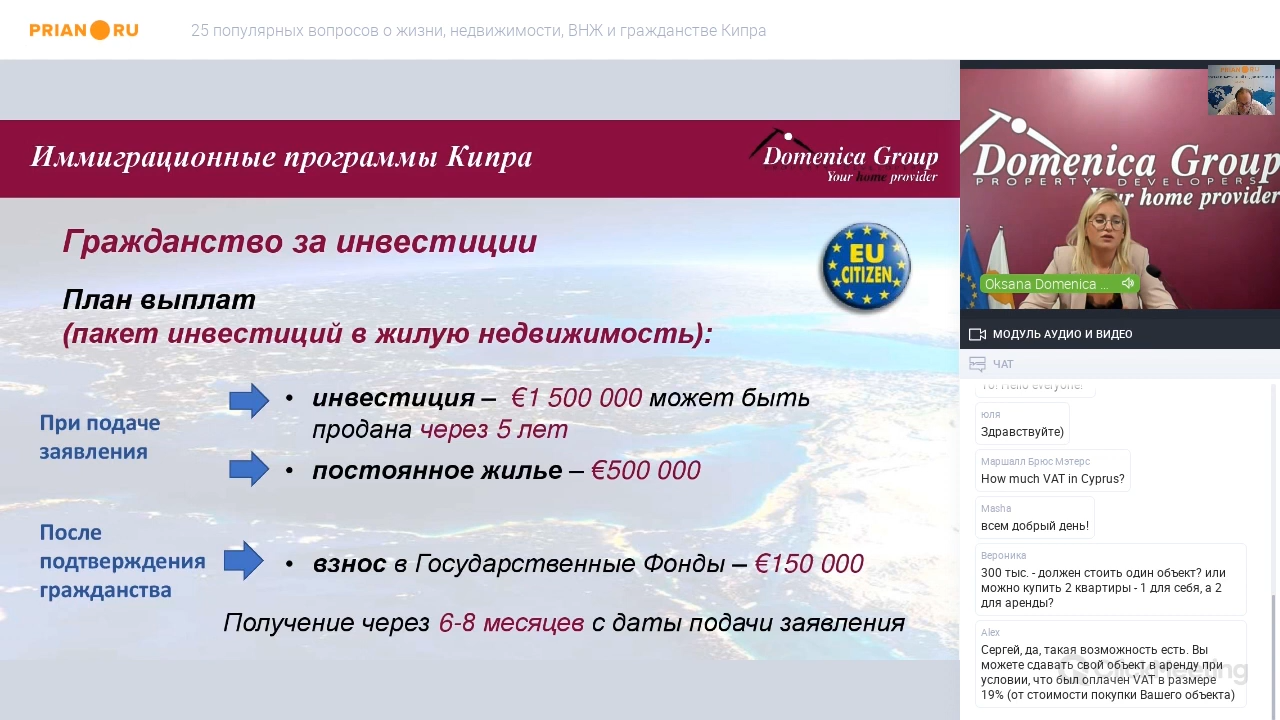 PRIAN RU
25 популярных вопросов о жизни, недвижимости, ВНЖ и гражданстве Кипра
Иммиграционные программы Кипра
Domenica Group
Your home provider
Гражданство за инвестиции
EU
CITIZEN
План выплат
(пакет инвестиций в жилую недвижимость):
При подаче
заявления
• инвестиция – €1 500 000 может быть
продана через 5 лет
• постоянное жилье – €500 000
После
подтверждения
гражданства
• взнос в Государственные Фонды – €150 000
Получение через 6-8 месяцев с даты подачи заявления
PRIAN RU
Domenica Group
PROPERTY DEVELOPERS
Your home provider
Oksana Domenica ...
МОДУЛЬ АУДИО И ВИДЕО
ЧАТ
To! Hello everyone!
юля
Здравствуйте)
Маршалл Брюс Мэтерс
How much VAT in Cyprus?
Masha
всем добрый день!
Вероника
300 тыс. - должен стоить один объект? или
можно купить 2 квартиры - 1 для себя, а 2
для аренды?
Alex
Сергей, да, такая возможность есть. Вы
можете сдавать свой объект в аренду при
условии, что был оплачен VAT в размере
19% (от стоимости покупки Вашего объекта)
ClickMeeting